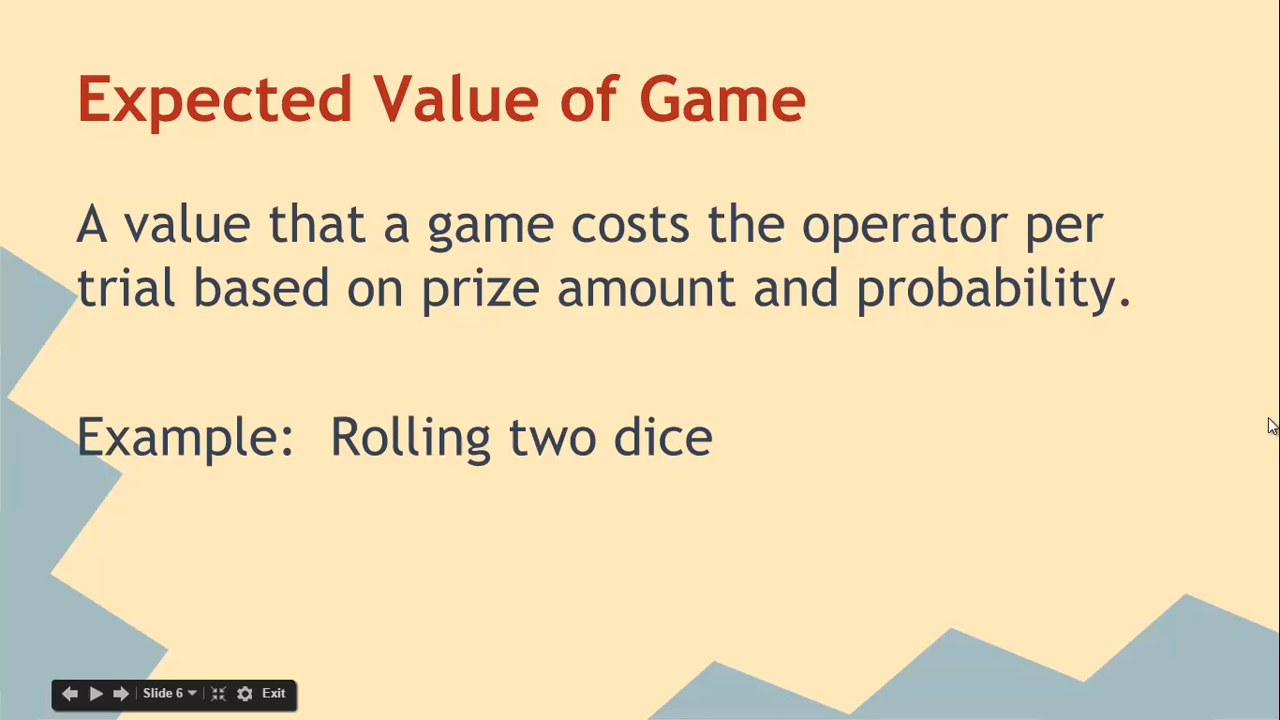 Expected Value of Game
A value that a game costs the operator per
trial based on prize amount and probability.
Example:  Rolling two dice
Slide 6
Exit